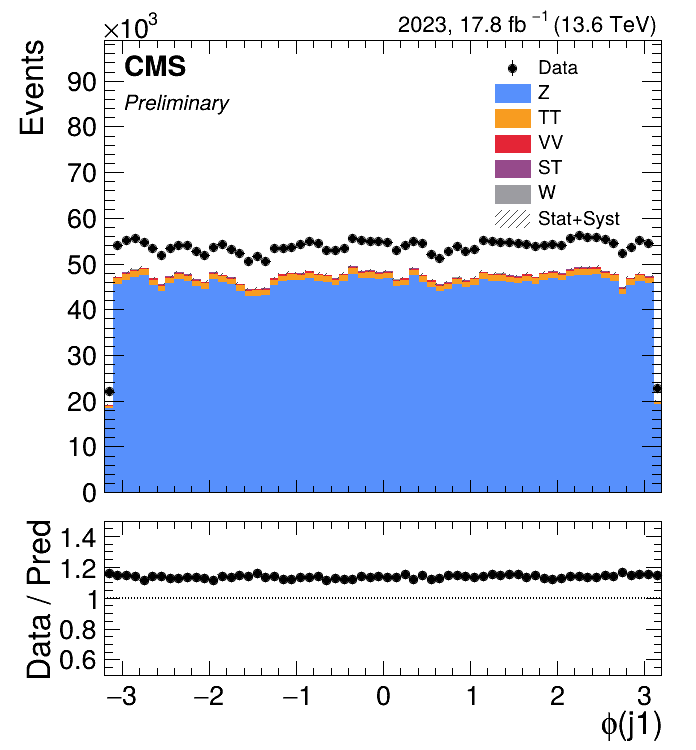 ×10³
2023, 17.8 fb⁻¹ (13.6 TeV)
Events
CMS
Preliminary
Data
Z
TT
VV
ST
W
Stat+Syst
90
80
70
60
50
40
30
20
10
0
Data / Pred
1.4
1.2
1
0.8
0.6
−3 −2 −1 0 1 2 3
ϕ(j1)